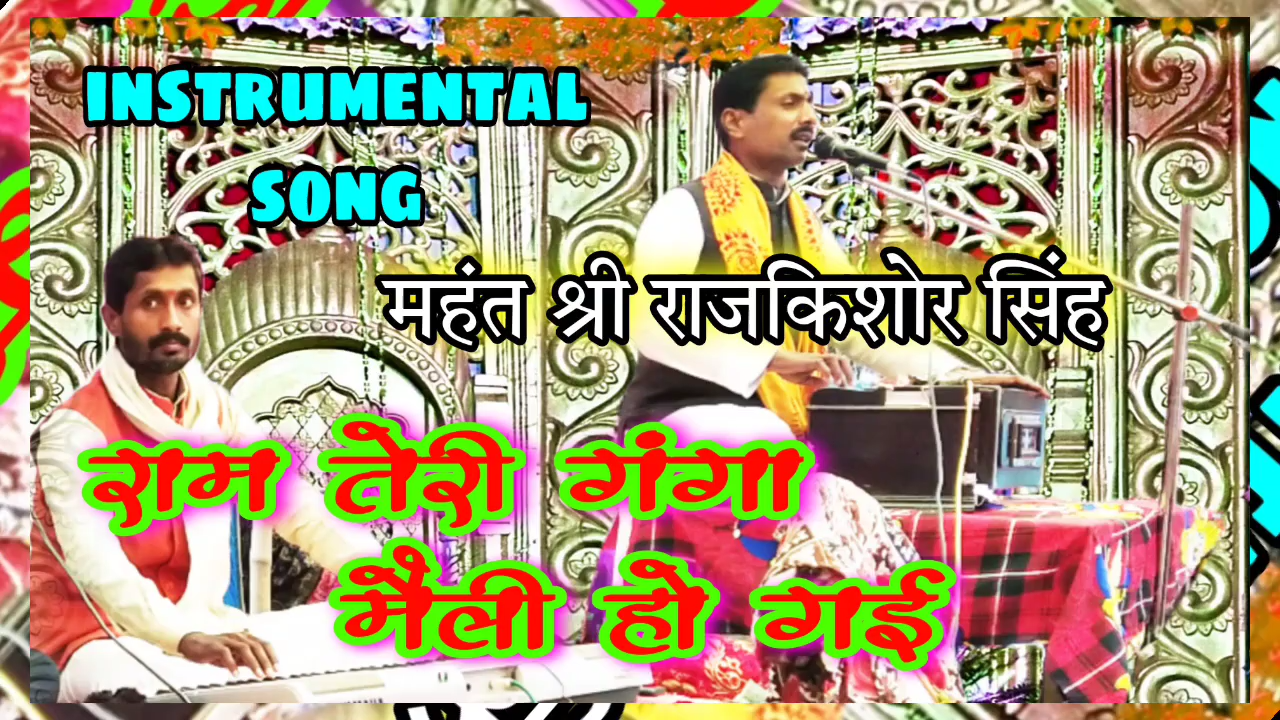 INSTRUMENTAL
SONG
महंत श्री राजकिशोर सिंह
राम तेरी गंगा
मैली हो गई